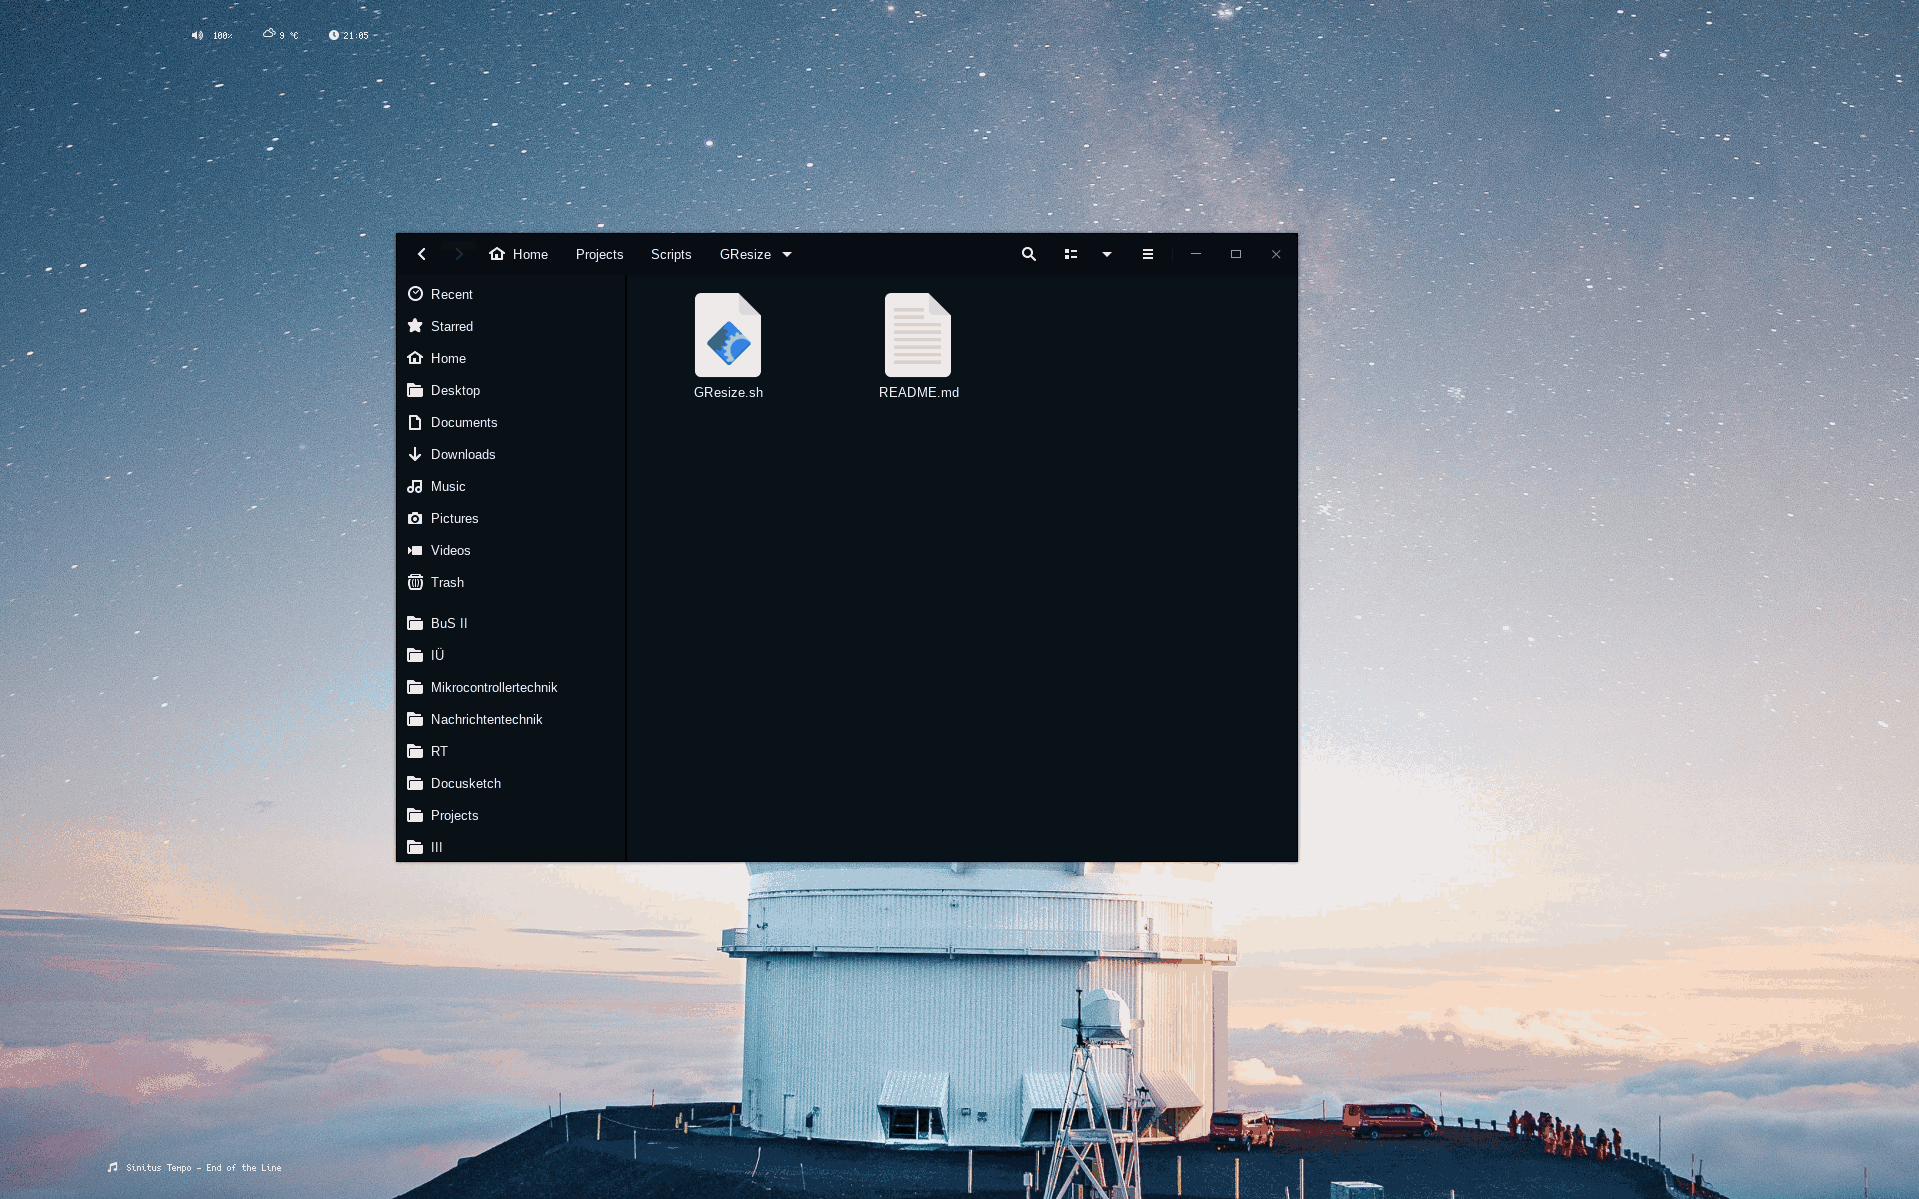 100% 9 °C 21:05
Home Projects Scripts GResize
Recent
Starred
Home
Desktop
Documents
Downloads
Music
Pictures
Videos
Trash
BuS II
IÜ
Mikrocontrollertechnik
Nachrichtentechnik
RT
Docusketch
Projects
III
GResize.sh README.md
Sinitus Tempo - End of the Line